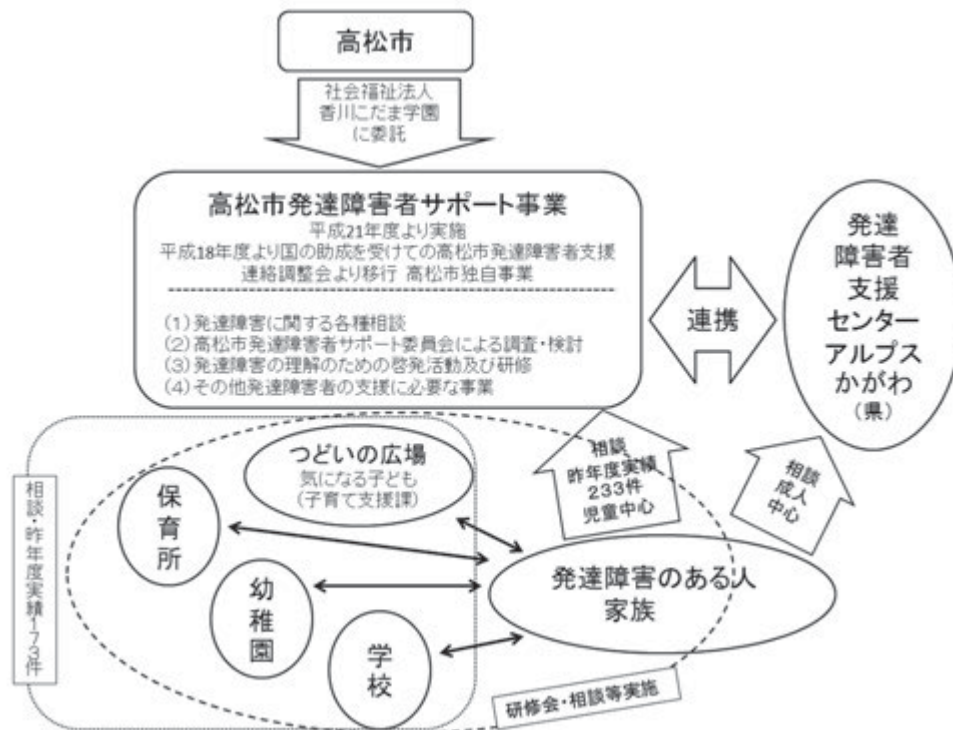 高松市
社会福祉法人
香川こだま学園
に委託
高松市発達障害者サポート事業
平成21年度より実施
平成18年度より国の助成を受けての高松市発達障害者支援
連絡調整会より移行 高松市独自事業
(1)発達障害に関する各種相談
(2)高松市発達障害者サポート委員会による調査・検討
(3)発達障害の理解のための啓発活動及び研修
(4)その他発達障害者の支援に必要な事業
連携
発達
障害者
支援
センター
アルプス
かがわ
(県)
つどいの広場
気になる子ども
(子育て支援課)
相談
昨年度実績
233件
児童中心
相談
成人
中心
相談・昨年度実績173件
保育所
幼稚園
学校
発達障害のある人
家族
研修会・相談等実施